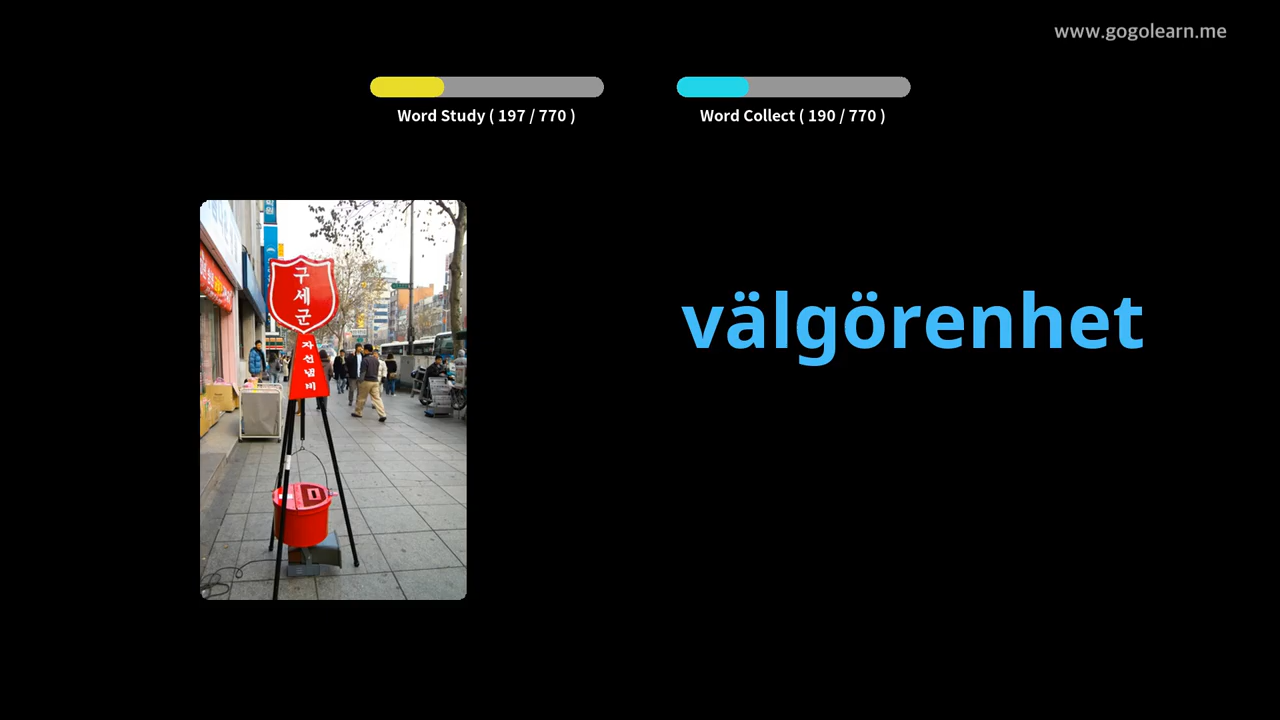 www.gogolearn.me
Word Study ( 197 / 770 )
Word Collect ( 190 / 770 )
välgörenhet
구세군
자선냄비